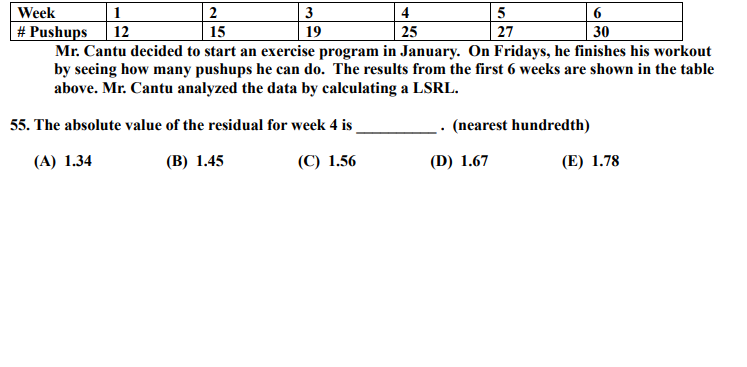 Week 1 2 3 4 5 6
# Pushups 12 15 19 25 27 30
Mr. Cantu decided to start an exercise program in January. On Fridays, he finishes his workout
by seeing how many pushups he can do. The results from the first 6 weeks are shown in the table
above. Mr. Cantu analyzed the data by calculating a LSRL.
55. The absolute value of the residual for week 4 is __________ . (nearest hundredth)
(A) 1.34 (B) 1.45 (C) 1.56 (D) 1.67 (E) 1.78